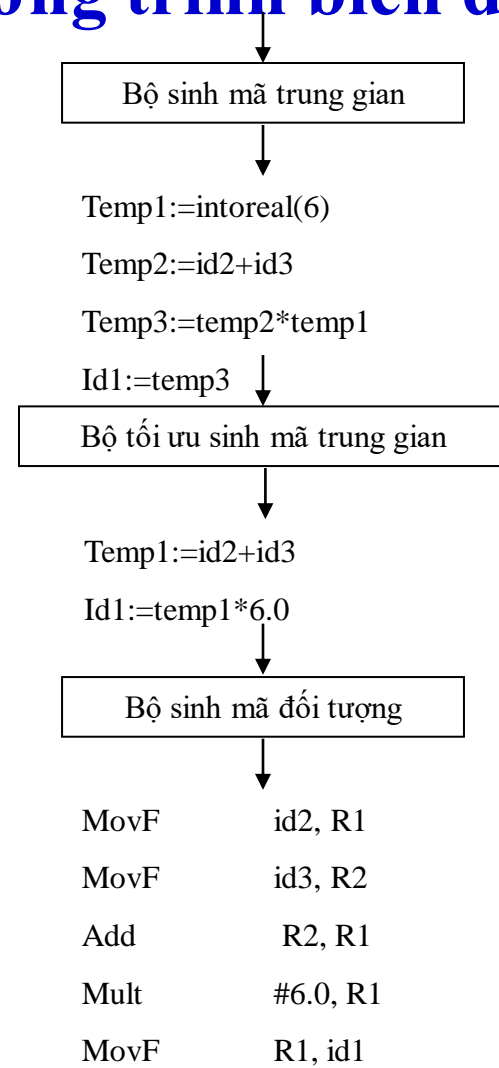 trình biên
Bộ sinh mã trung gian
Temp1:=intoreal(6)
Temp2:=id2+id3
Temp3:=temp2*temp1
Id1:=temp3
Bộ tối ưu sinh mã trung gian
Temp1:=id2+id3
Id1:=temp1*6.0
Bộ sinh mã đối tượng
MovF id2, R1
MovF id3, R2
Add R2, R1
Mult #6.0, R1
MovF R1, id1